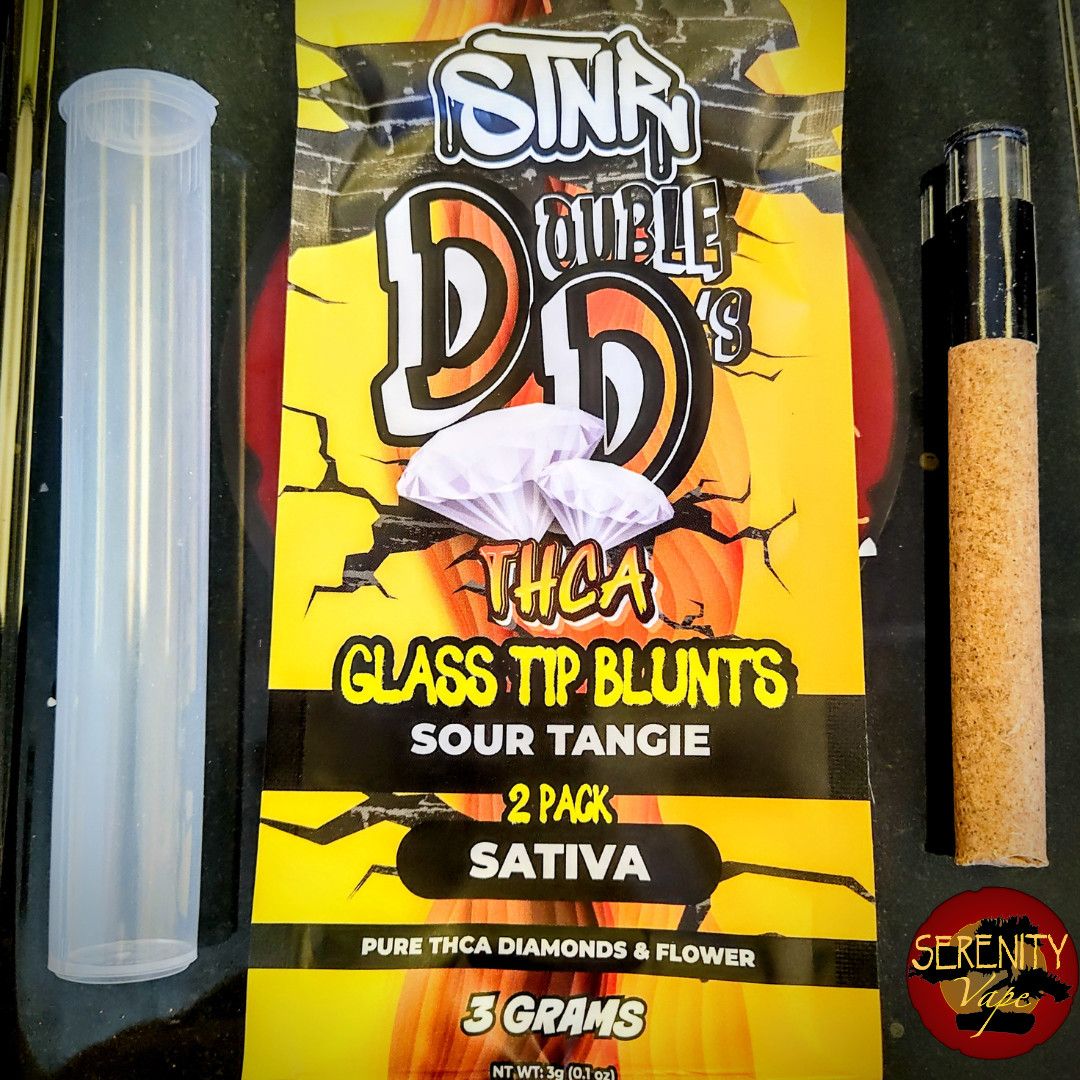 STNR
DOUBLE
D'S
THCA
GLASS TIP BLUNTS
SOUR TANGIE
2 PACK
SATIVA
PURE THCA DIAMONDS & FLOWER
3 GRAMS
NT WT: 3g (0.1 oz)
SERENITY
Vape